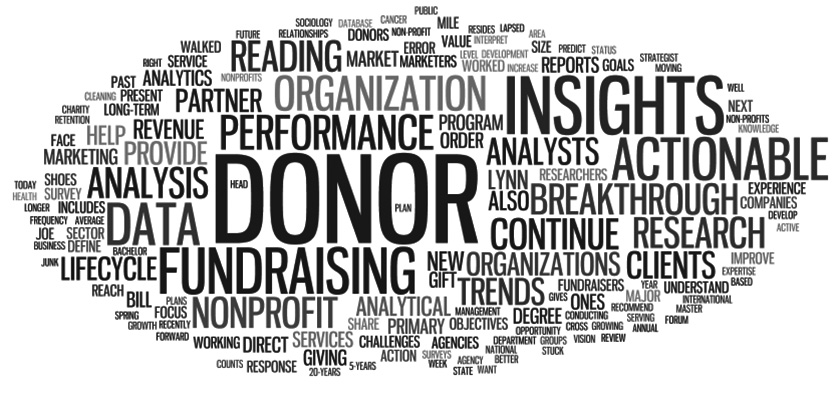 PUBLIC
SOCIOLOGY DATABASE CANCER MILE
FUTURE RELATIONSHIPS DONORS NON-PROFIT RESIDES LAPSED
WALKED READING MARKET ERROR VALUE INTERPRET AREA
RIGHT SERVICE MARKETERS LEVEL DEVELOPMENT SIZE PREDICT STATUS
WORKED INCREASE REPORTS GOALS STRATEGIST
MOVING
PAST ANALYTICS NONPROFITS
CLEANING PRESENT PARTNER ORGANIZATION INSIGHTS WELL
CHARITY LONG-TERM NEXT
RETENTION HELP REVENUE PERFORMANCE PROGRAM NON-PROFITS
FACE ORDER KNOWLEDGE
MARKETING PROVIDE ANALYSTS ACTIONABLE
TODAY SHOES ANALYSIS HEAD DONOR LYNN RESEARCHERS
HEALTH SURVEY PLAN ALSO BREAKTHROUGH EXPERIENCE
LONGER INCLUDES DATA COMPANIES
FREQUENCY AVERAGE DEVELOP
JOE SECTOR CONTINUE RESEARCH ACTIVE
BUSINESS DEFINE
BACHELOR
JUNK LIFECYCLE FUNDRAISING NEW ORGANIZATIONS CLIENTS IMPROVE
GIFT EXPERTISE
REACH TRENDS FUNDRAISERS YEAR UNDERSTAND BASED
BILL PLANS NONPROFIT ANALYTICAL GIVES ONES MAJOR INTERNATIONAL
SPRING FOCUS MANAGEMENT DEGREE CONDUCTING RECOMMEND MASTER
GROWTH RECENTLY SHARE PRIMARY OBJECTIVES OPPORTUNITY CROSS GROWING SERVING ANNUAL FORUM
FORWARD WORKING DIRECT SERVICES CHALLENGES AGENCIES DEPARTMENT GROUPS VISION REVIEW
COUNTS RESPONSE GIVING ACTION SURVEYS AGENCY NATIONAL STUCK
20-YEARS 5-YEARS WEEK BETTER
STATE WANT